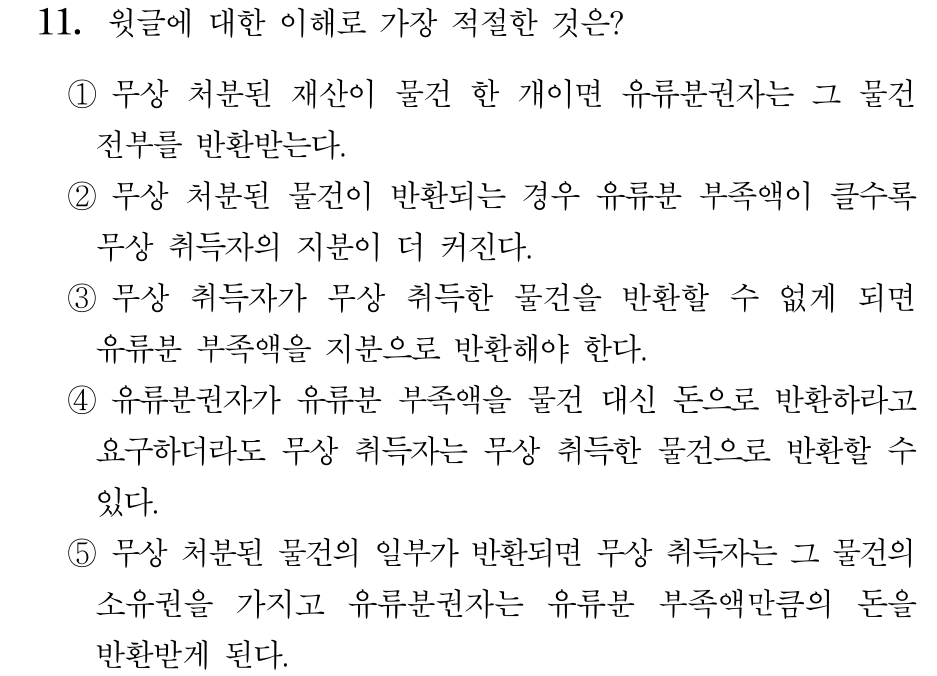 11. 윗글에 대한 이해로 가장 적절한 것은?
① 무상 처분된 재산이 물건 한 개이면 유류분권자는 그 물건
전부를 반환받는다.
② 무상 처분된 물건이 반환되는 경우 유류분 부족액이 클수록
무상 취득자의 지분이 더 커진다.
③ 무상 취득자가 무상 취득한 물건을 반환할 수 없게 되면
유류분 부족액을 지분으로 반환해야 한다.
④ 유류분권자가 유류분 부족액을 물건 대신 돈으로 반환하라고
요구하더라도 무상 취득자는 무상 취득한 물건으로 반환할 수
있다.
⑤ 무상 처분된 물건의 일부가 반환되면 무상 취득자는 그 물건의
소유권을 가지고 유류분권자는 유류분 부족액만큼의 돈을
반환받게 된다.